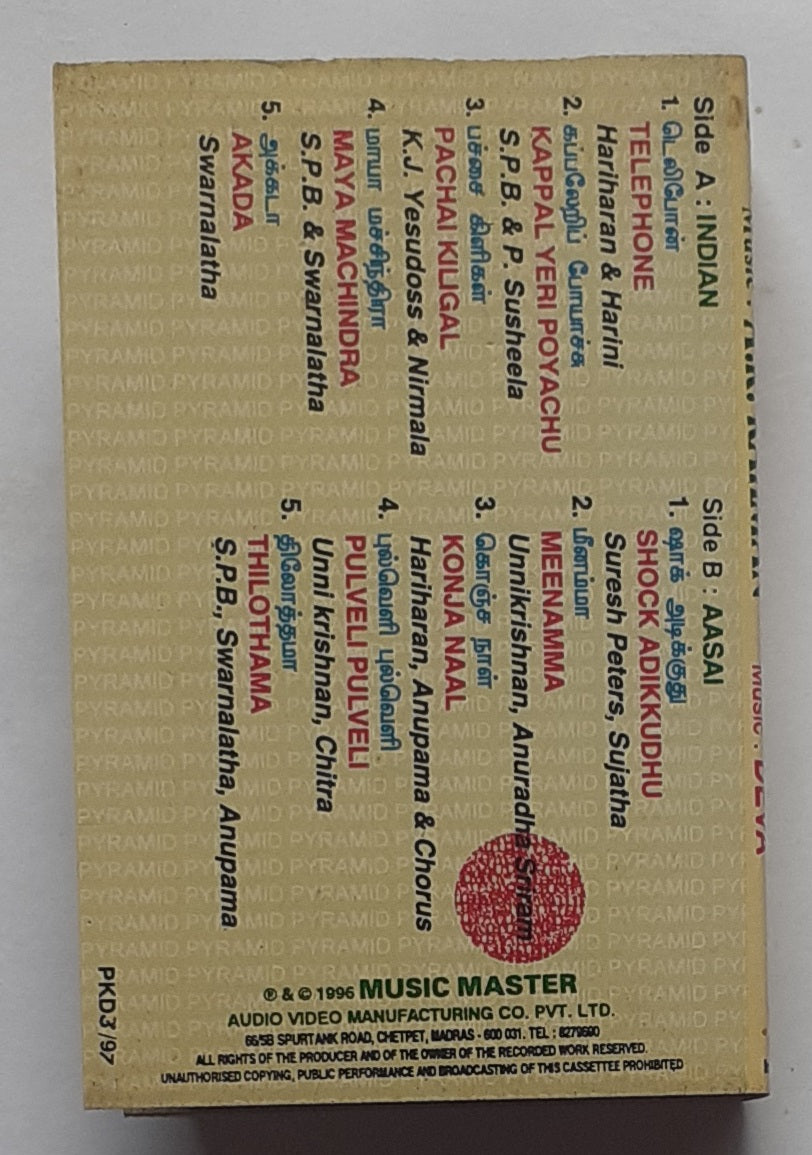 Side A : INDIAN
1. டெலிபோன்
TELEPHONE
Hariharan & Harini
2. கப்பலேறிப் போயாச்சு
KAPPAL YERI POYACHU
S.P.B. & P. Susheela
3. பச்சை கிளிகள்
PACHAI KILIGAL
K.J. Yesudoss & Nirmala
4. மாயா மச்சிந்திரா
MAYA MACHINDRA
S.P.B. & Swarnalatha
5. அக்கடா
AKADA
Swarnalatha
Side B : AASAI
1. ஷாக் அடிக்குது
SHOCK ADIKKUDHU
Suresh Peters, Sujatha
2. மீனம்மா
MEENAMMA
Unnikrishnan, Anuradha Sriram
3. கொஞ்ச நாள்
KONJA NAAL
Hariharan, Anupama & Chorus
4. புல்வெளி புல்வெளி
PULVELI PULVELI
Unni krishnan, Chitra
5. திலோத்தமா
THILOTHAMA
S.P.B., Swarnalatha, Anupama
℗ & © 1996 MUSIC MASTER
AUDIO VIDEO MANUFACTURING CO. PVT. LTD.
66/5B SPURTANK ROAD, CHETPET, MADRAS - 600 031. TEL : 8279690
ALL RIGHTS OF THE PRODUCER AND OF THE OWNER OF THE RECORDED WORK RESERVED.
UNAUTHORISED COPYING, PUBLIC PERFORMANCE AND BROADCASTING OF THIS CASSETTEE PROHIBITED
PKD3/97
Music : DEVA
PYRAMID